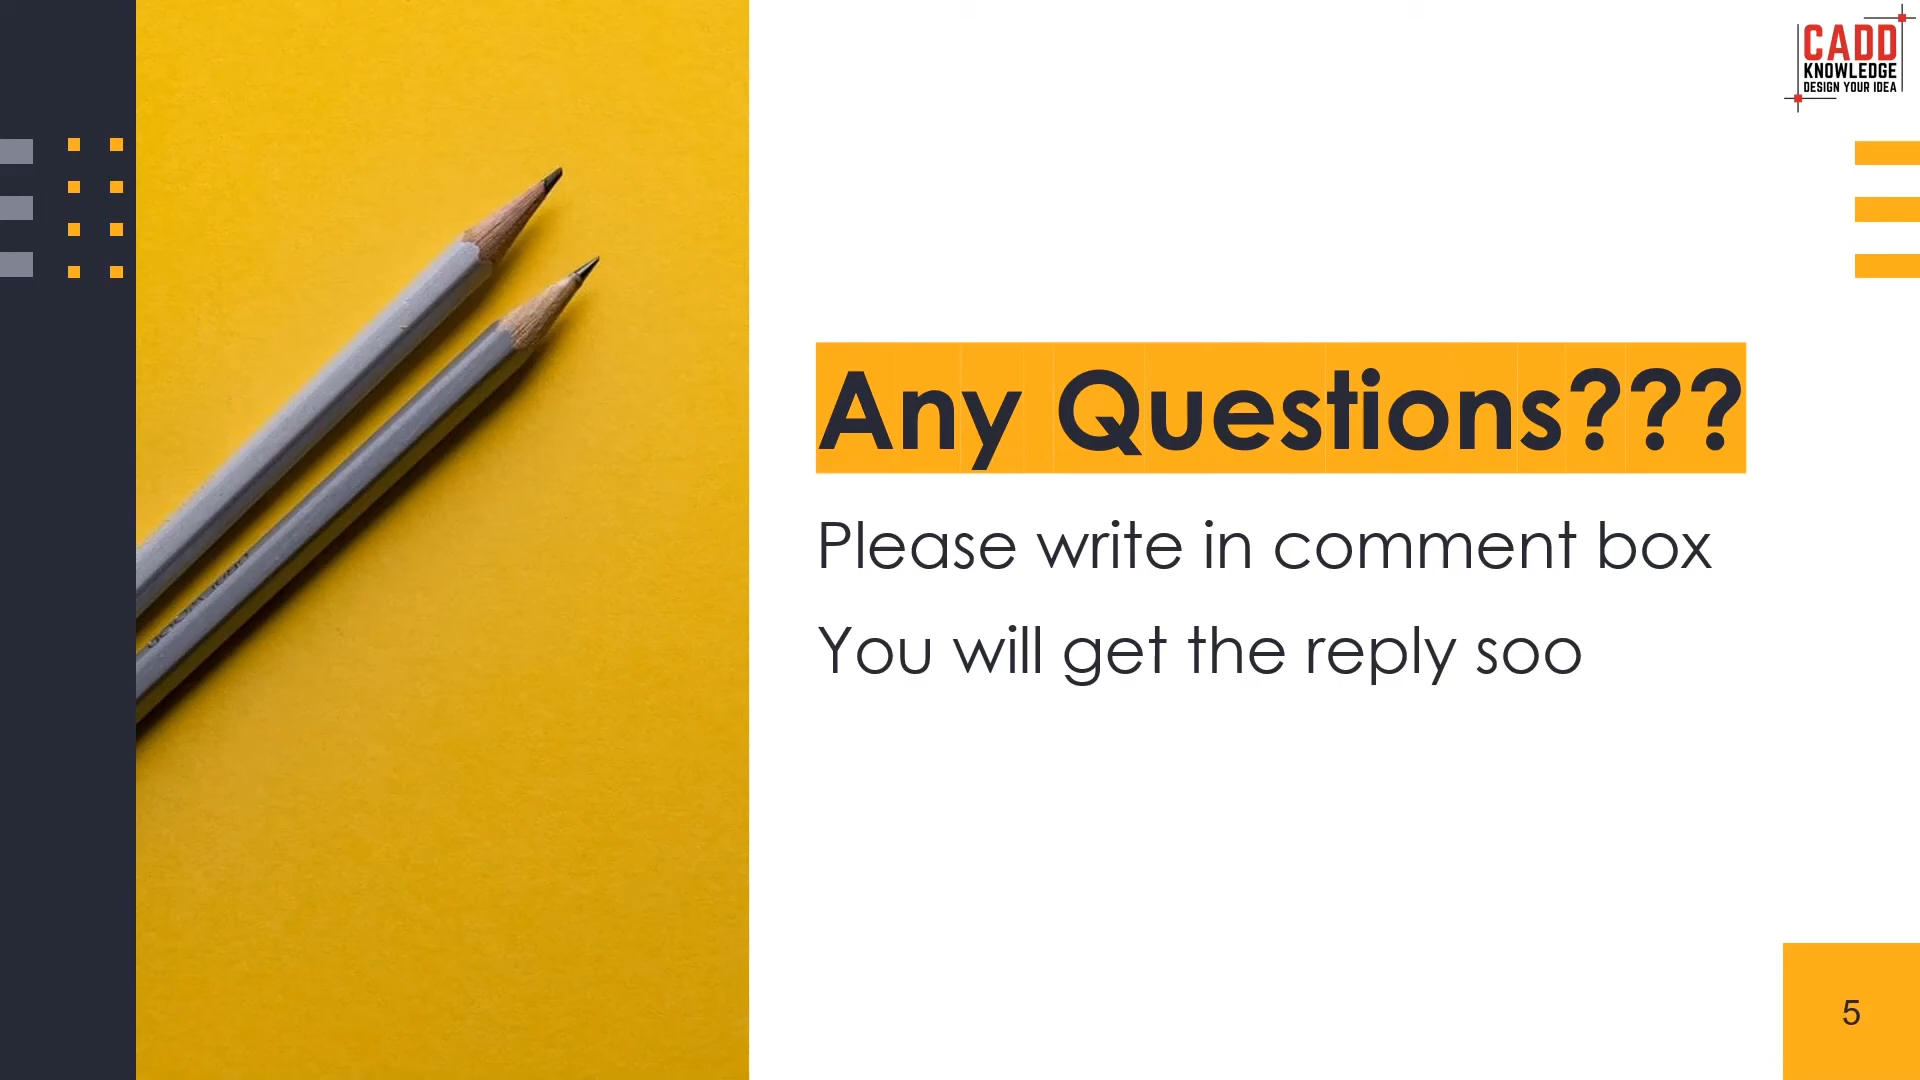 CADD
KNOWLEDGE
DESIGN YOUR IDEA
Any Questions???
Please write in comment box
You will get the reply soo
5